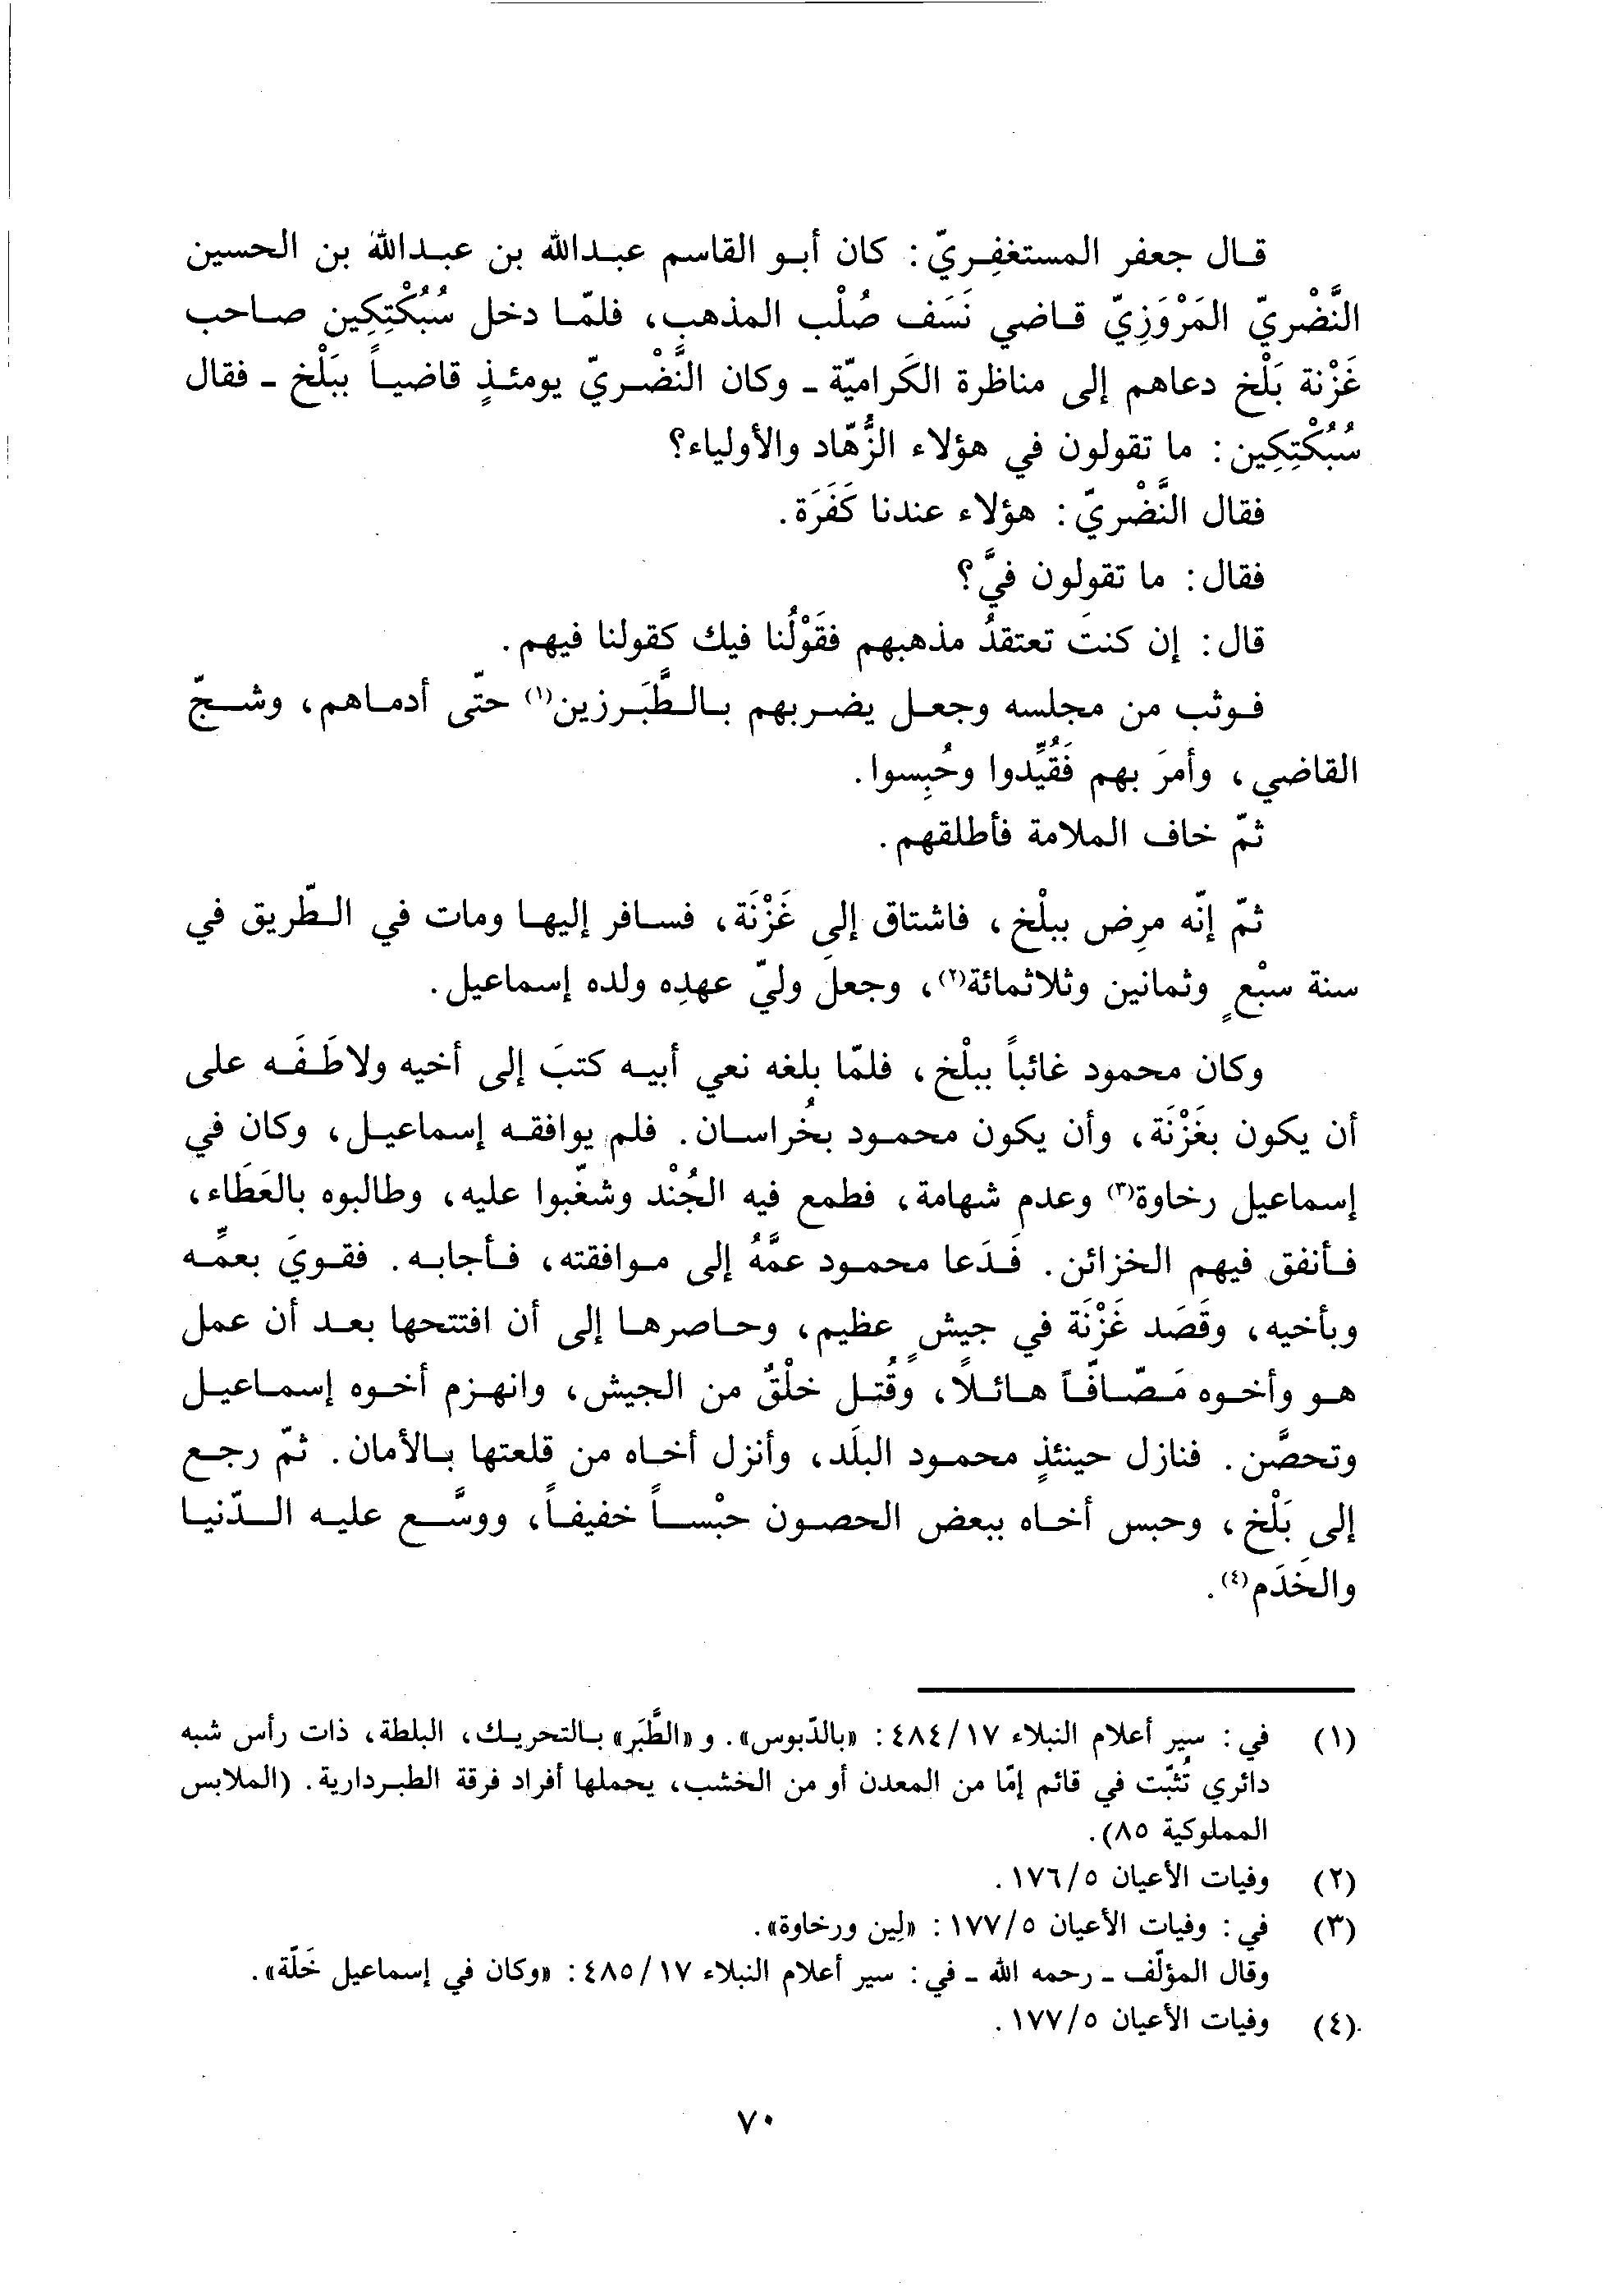 قال جعفر المستغفِريّ: كان أبو القاسم عبدالله بن عبدالله بن الحسين
النَّضْريّ المَرْوَزِيّ قاضي نَسَف صُلْب المذهب، فلمّا دخل سُبُكْتِكِين صاحب
غَزْنة بَلْخ دعاهم إلى مناظرة الكَراميّة ـ وكان النَّضْريّ يومئذٍ قاضياً ببَلْخ ـ فقال
سُبُكْتِكِين: ما تقولون في هؤلاء الزُّهّاد والأولياء؟
فقال النَّضْريّ: هؤلاء عندنا كَفَرَة.
فقال: ما تقولون فيَّ؟
قال: إن كنتَ تعتقدُ مذهبهم فقَوْلُنا فيك كقولنا فيهم.
فوثب من مجلسه وجعل يضربهم بالطَّبَرزين(١) حتّى أدماهم، وشجّ
القاضي، وأمرَ بهم فَقُيِّدوا وحُبِسوا.
ثمّ خاف الملامة فأطلقهم.
ثمّ إنّه مرِض ببلْخ، فاشتاق إلى غَزْنَة، فسافر إليها ومات في الطّريق في
سنة سبْعٍ وثمانين وثلاثمائة(٢)، وجعلَ وليّ عهدِه ولده إسماعيل.
وكان محمود غائباً ببلْخ، فلمّا بلغه نعي أبيه كتبَ إلى أخيه ولاطَفَه على
أن يكون بغَزْنَة، وأن يكون محمود بخُراسان. فلم يوافقه إسماعيل، وكان في
إسماعيل رخاوة(٣) وعدم شهامة، فطمع فيه الجُنْد وشغّبوا عليه، وطالبوه بالعَطَاء،
فأنفق فيهم الخزائن. فَدَعا محمود عمَّهُ إلى موافقته، فأجابه. فقويَ بعمِّه
وبأخيه، وقَصَد غَزْنَة في جيشٍ عظيم، وحاصرها إلى أن افتتحها بعد أن عمل
هو وأخوه مَصّافّاً هائلاً، وقُتل خلْقٌ من الجيش، وانهزم أخوه إسماعيل
وتحصَّن. فنازل حينئذٍ محمود البلَد، وأنزل أخاه من قلعتها بالأمان. ثمّ رجع
إلى بَلْخ، وحبس أخاه ببعض الحصون حبْساً خفيفاً، ووسَّع عليه الدّنيا
والخَدَم(٤).
(١) في: سير أعلام النبلاء ٤٨٤/١٧: «بالدّبوس». و«الطَّبَر» بالتحريك، البلطة، ذات رأس شبه
دائري تُثبّت في قائم إمّا من المعدن أو من الخشب، يحملها أفراد فرقة الطبردارية. (الملابس
المملوكية ٨٥).
(٢) وفيات الأعيان ١٧٦/٥.
(٣) في: وفيات الأعيان ١٧٧/٥: «لِين ورخاوة».
وقال المؤلّف ـ رحمه الله ـ في: سير أعلام النبلاء ٤٨٥/١٧: «وكان في إسماعيل خَلّة».
(٤) وفيات الأعيان ١٧٧/٥.
٧٠